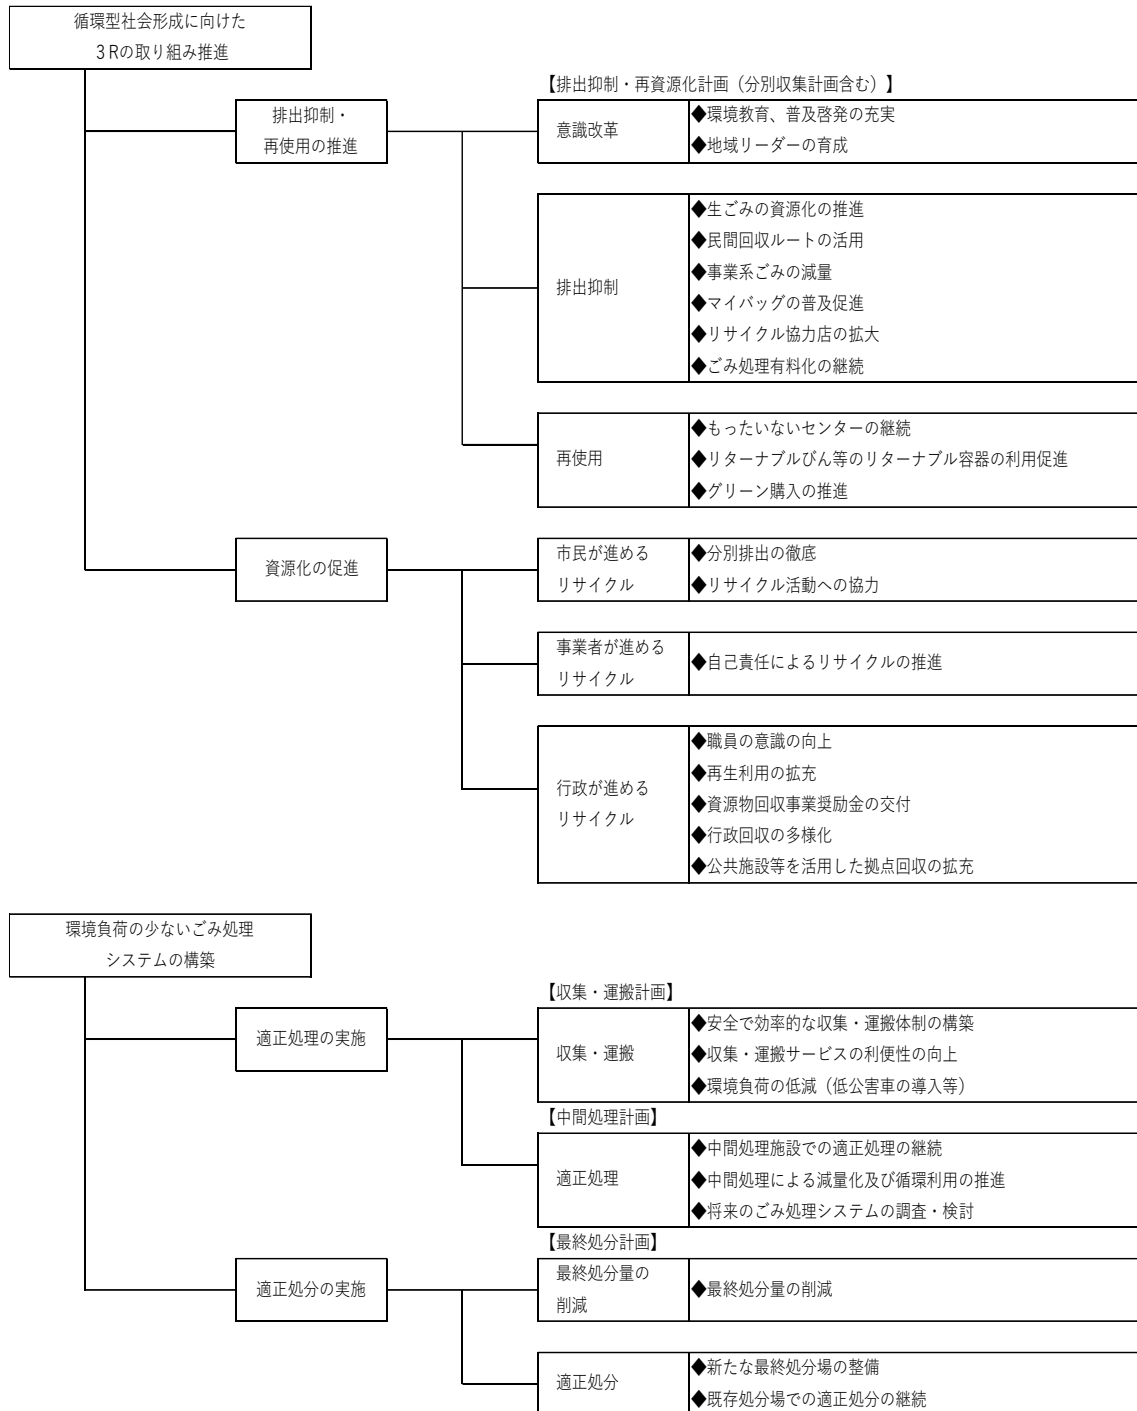 循環型社会形成に向けた
３Rの取り組み推進
【排出抑制・再資源化計画（分別収集計画含む）】
排出抑制・
再使用の推進
意識改革
◆環境教育、普及啓発の充実
◆地域リーダーの育成
排出抑制
◆生ごみの資源化の推進
◆民間回収ルートの活用
◆事業系ごみの減量
◆マイバッグの普及促進
◆リサイクル協力店の拡大
◆ごみ処理有料化の継続
再使用
◆もったいないセンターの継続
◆リターナブルびん等のリターナブル容器の利用促進
◆グリーン購入の推進
資源化の促進
市民が進める
リサイクル
◆分別排出の徹底
◆リサイクル活動への協力
事業者が進める
リサイクル
◆自己責任によるリサイクルの推進
行政が進める
リサイクル
◆職員の意識の向上
◆再生利用の拡充
◆資源物回収事業奨励金の交付
◆行政回収の多様化
◆公共施設等を活用した拠点回収の拡充
環境負荷の少ないごみ処理
システムの構築
【収集・運搬計画】
適正処理の実施
収集・運搬
◆安全で効率的な収集・運搬体制の構築
◆収集・運搬サービスの利便性の向上
◆環境負荷の低減（低公害車の導入等）
【中間処理計画】
適正処理
◆中間処理施設での適正処理の継続
◆中間処理による減量化及び循環利用の推進
◆将来のごみ処理システムの調査・検討
【最終処分計画】
適正処分の実施
最終処分量の
削減
◆最終処分量の削減
適正処分
◆新たな最終処分場の整備
◆既存処分場での適正処分の継続